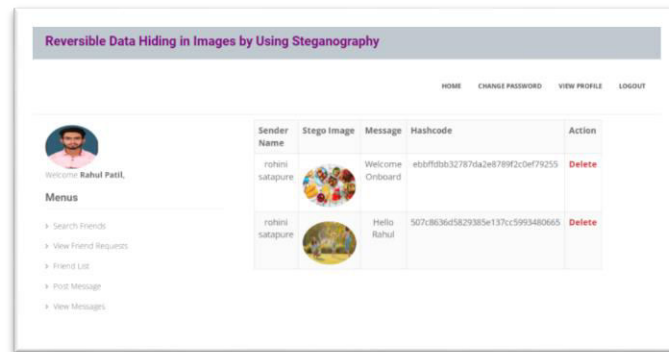 Reversible Data Hiding in Images by Using Steganography
HOME CHANGE PASSWORD VIEW PROFILE LOGOUT
Welcome Rahul Patil,
Menus
› Search Friends
› View Friend Requests
› Friend List
› Post Message
› View Messages
Sender Name Stego Image Message Hashcode Action
rohini satapure Welcome Onboard ebbffdbb32787da2e8789f2c0ef79255 Delete
rohini satapure Hello Rahul 507c8636d5829385e137cc5993480665 Delete